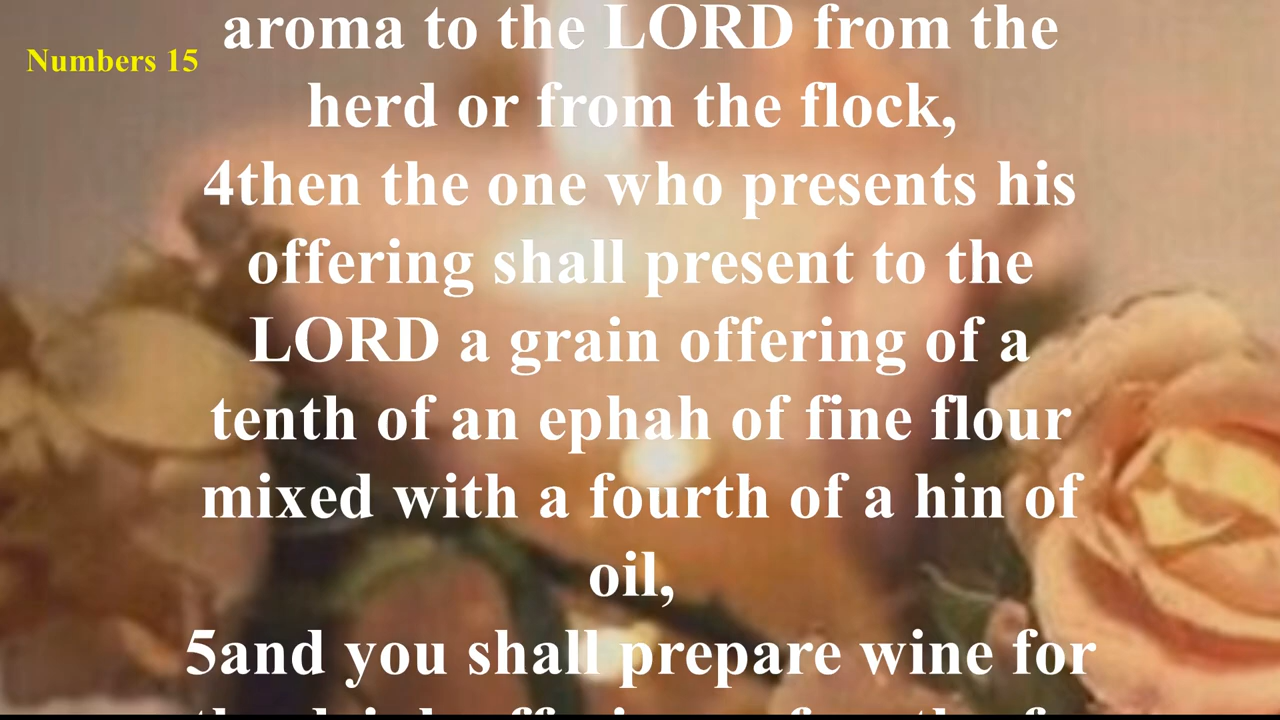 aroma to the LORD from the
Numbers 15
herd or from the flock,
4then the one who presents his
offering shall present to the
LORD a grain offering of a
tenth of an ephah of fine flour
mixed with a fourth of a hin of
oil,
5and you shall prepare wine for